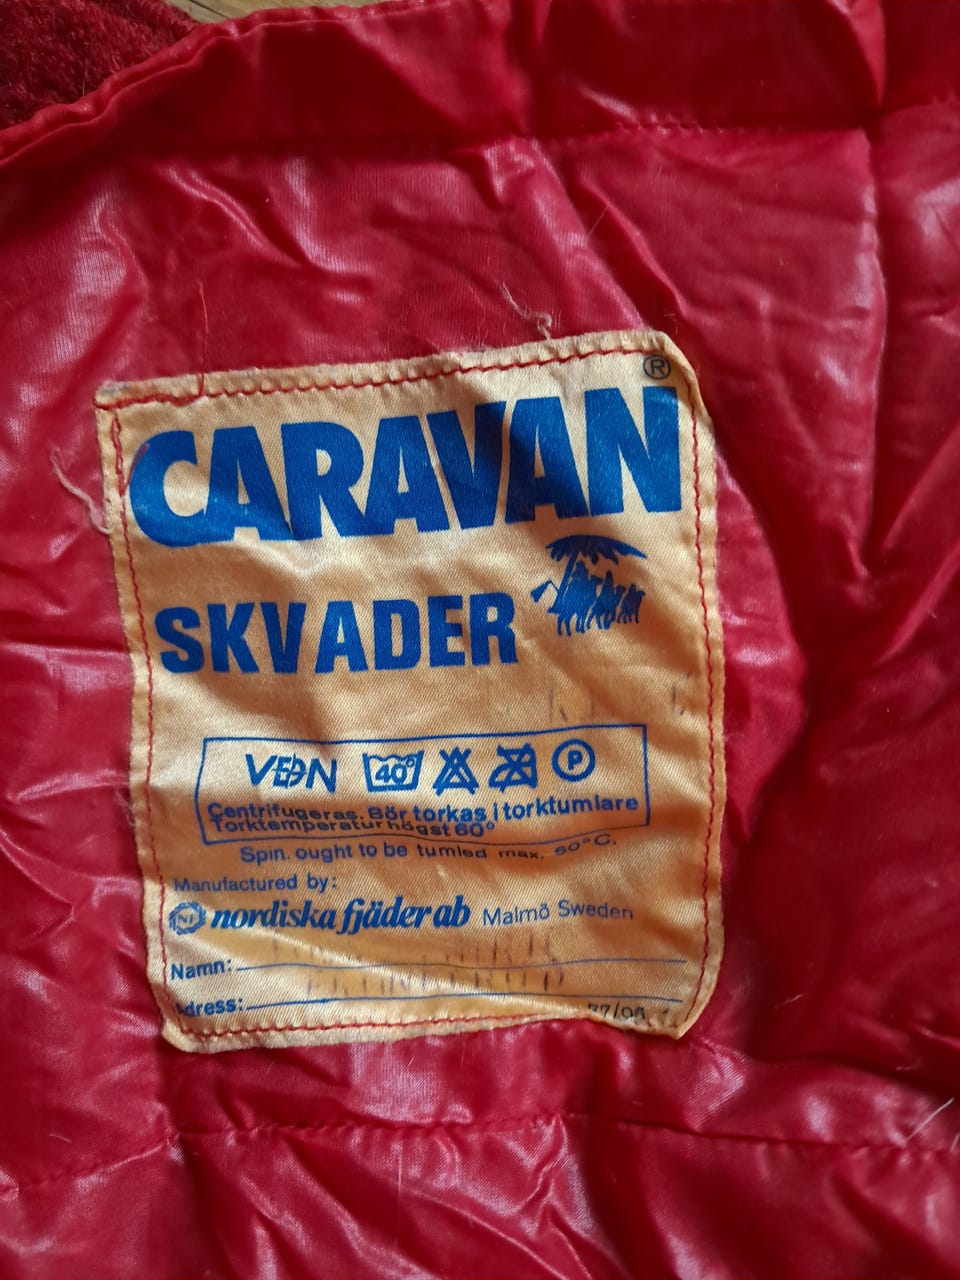 ®
CARAVAN
SKVADER
VEDN 40° P
Centrifugeras. Bör torkas i torktumlare
Torktemperatur högst 60°
Spin. ought to be tumled max. 60°C.
Manufactured by:
nordiska fjäder ab Malmö Sweden
Namn:
Adress: